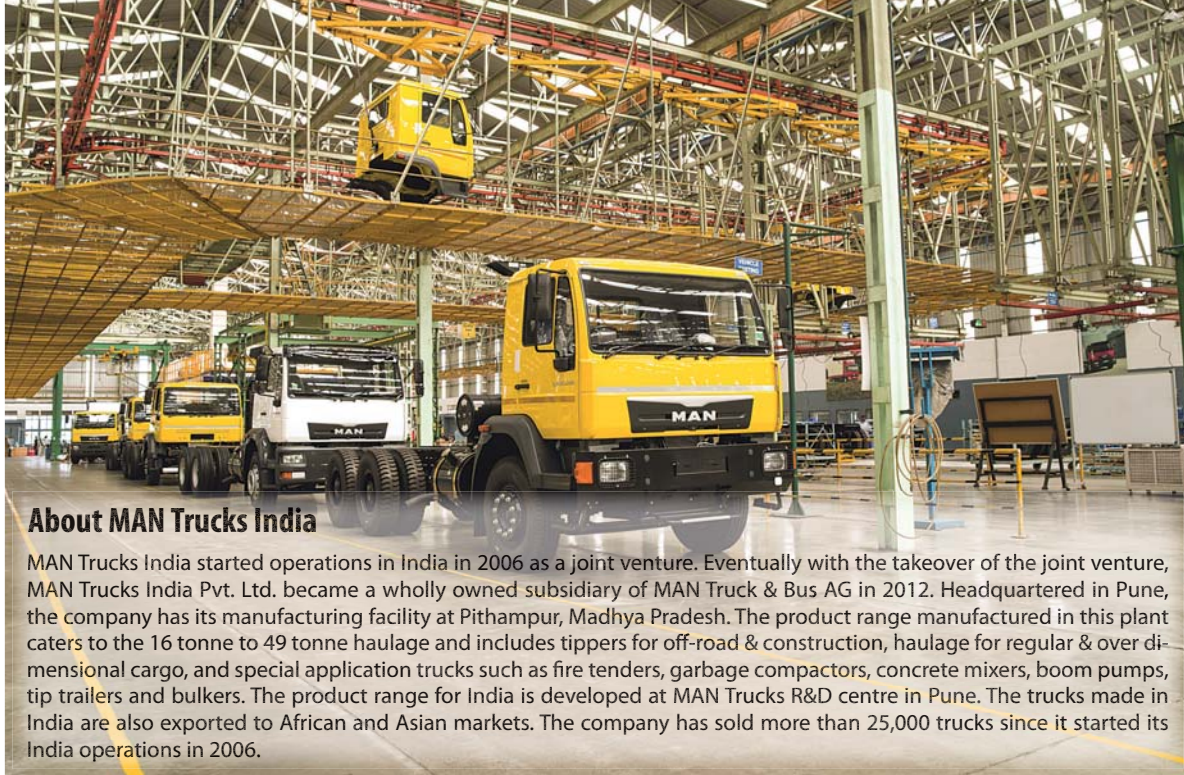 VEHICLE
TESTING
MAN
MAN
About MAN Trucks India
MAN Trucks India started operations in India in 2006 as a joint venture. Eventually with the takeover of the joint venture,
MAN Trucks India Pvt. Ltd. became a wholly owned subsidiary of MAN Truck & Bus AG in 2012. Headquartered in Pune,
the company has its manufacturing facility at Pithampur, Madhya Pradesh. The product range manufactured in this plant
caters to the 16 tonne to 49 tonne haulage and includes tippers for off-road & construction, haulage for regular & over di-
mensional cargo, and special application trucks such as fire tenders, garbage compactors, concrete mixers, boom pumps,
tip trailers and bulkers. The product range for India is developed at MAN Trucks R&D centre in Pune. The trucks made in
India are also exported to African and Asian markets. The company has sold more than 25,000 trucks since it started its
India operations in 2006.